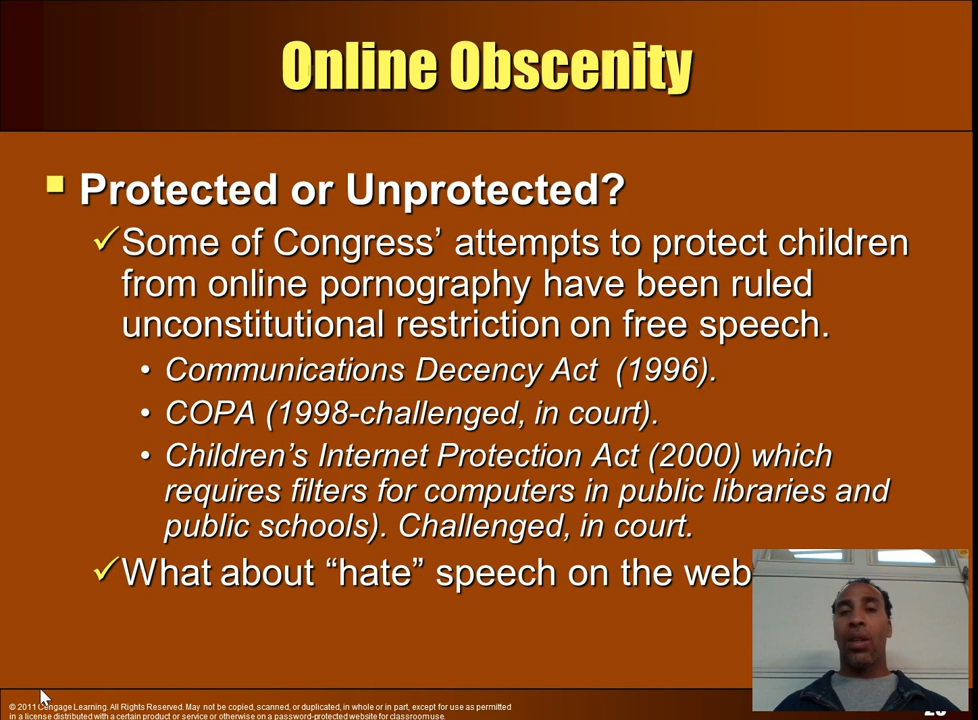 Online Obscenity
Protected or Unprotected?
Some of Congress’ attempts to protect children
from online pornography have been ruled
unconstitutional restriction on free speech.
• Communications Decency Act (1996).
• COPA (1998-challenged, in court).
• Children’s Internet Protection Act (2000) which
requires filters for computers in public libraries and
public schools). Challenged, in court.
What about “hate” speech on the web
© 2011 Cengage Learning. All Rights Reserved. May not be copied, scanned, or duplicated, in whole or in part, except for use as permitted
in a license distributed with a certain product or service or otherwise on a password-protected website for classroom use.